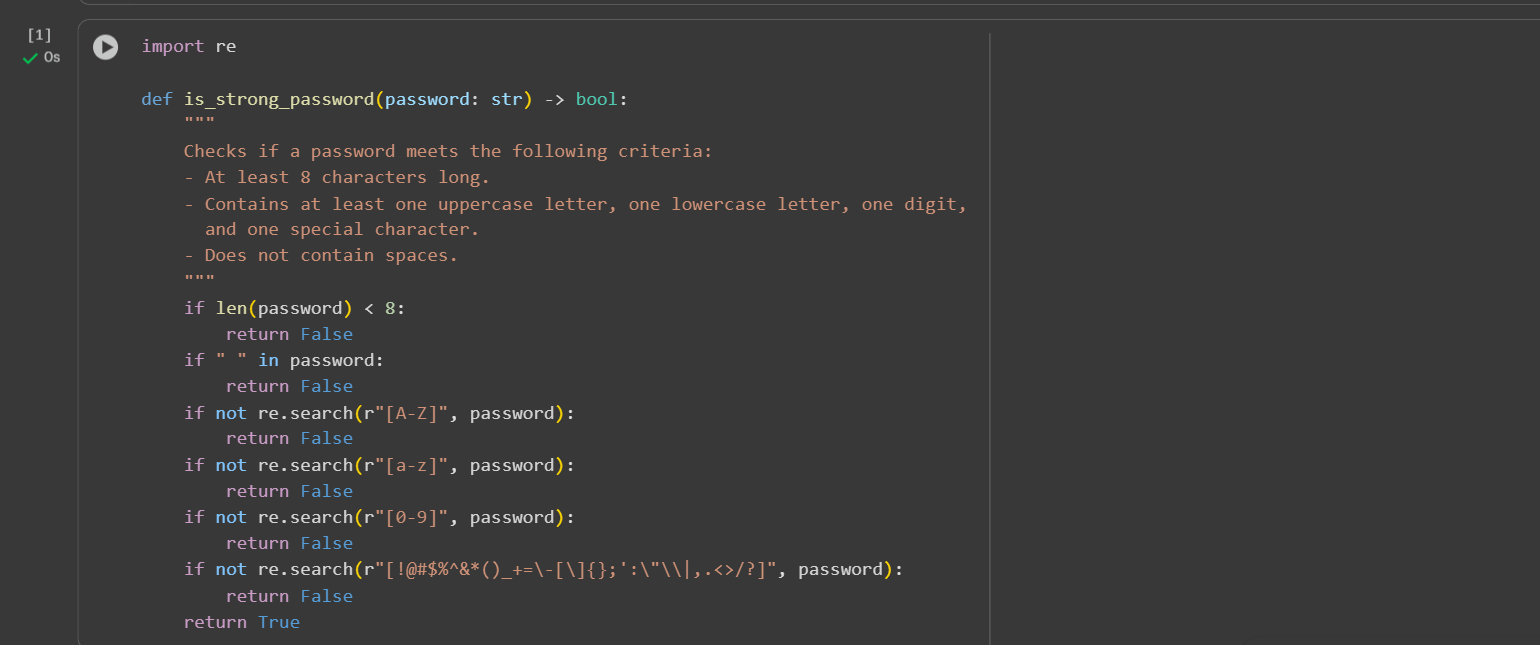 [1]
0s
import re
def is_strong_password(password: str) -> bool:
    """
    Checks if a password meets the following criteria:
    - At least 8 characters long.
    - Contains at least one uppercase letter, one lowercase letter, one digit,
      and one special character.
    - Does not contain spaces.
    """
    if len(password) < 8:
        return False
    if " " in password:
        return False
    if not re.search(r"[A-Z]", password):
        return False
    if not re.search(r"[a-z]", password):
        return False
    if not re.search(r"[0-9]", password):
        return False
    if not re.search(r"[!@#$%^&*()_+=\-[\]{};':\"\\|,.<>/?]", password):
        return False
    return True